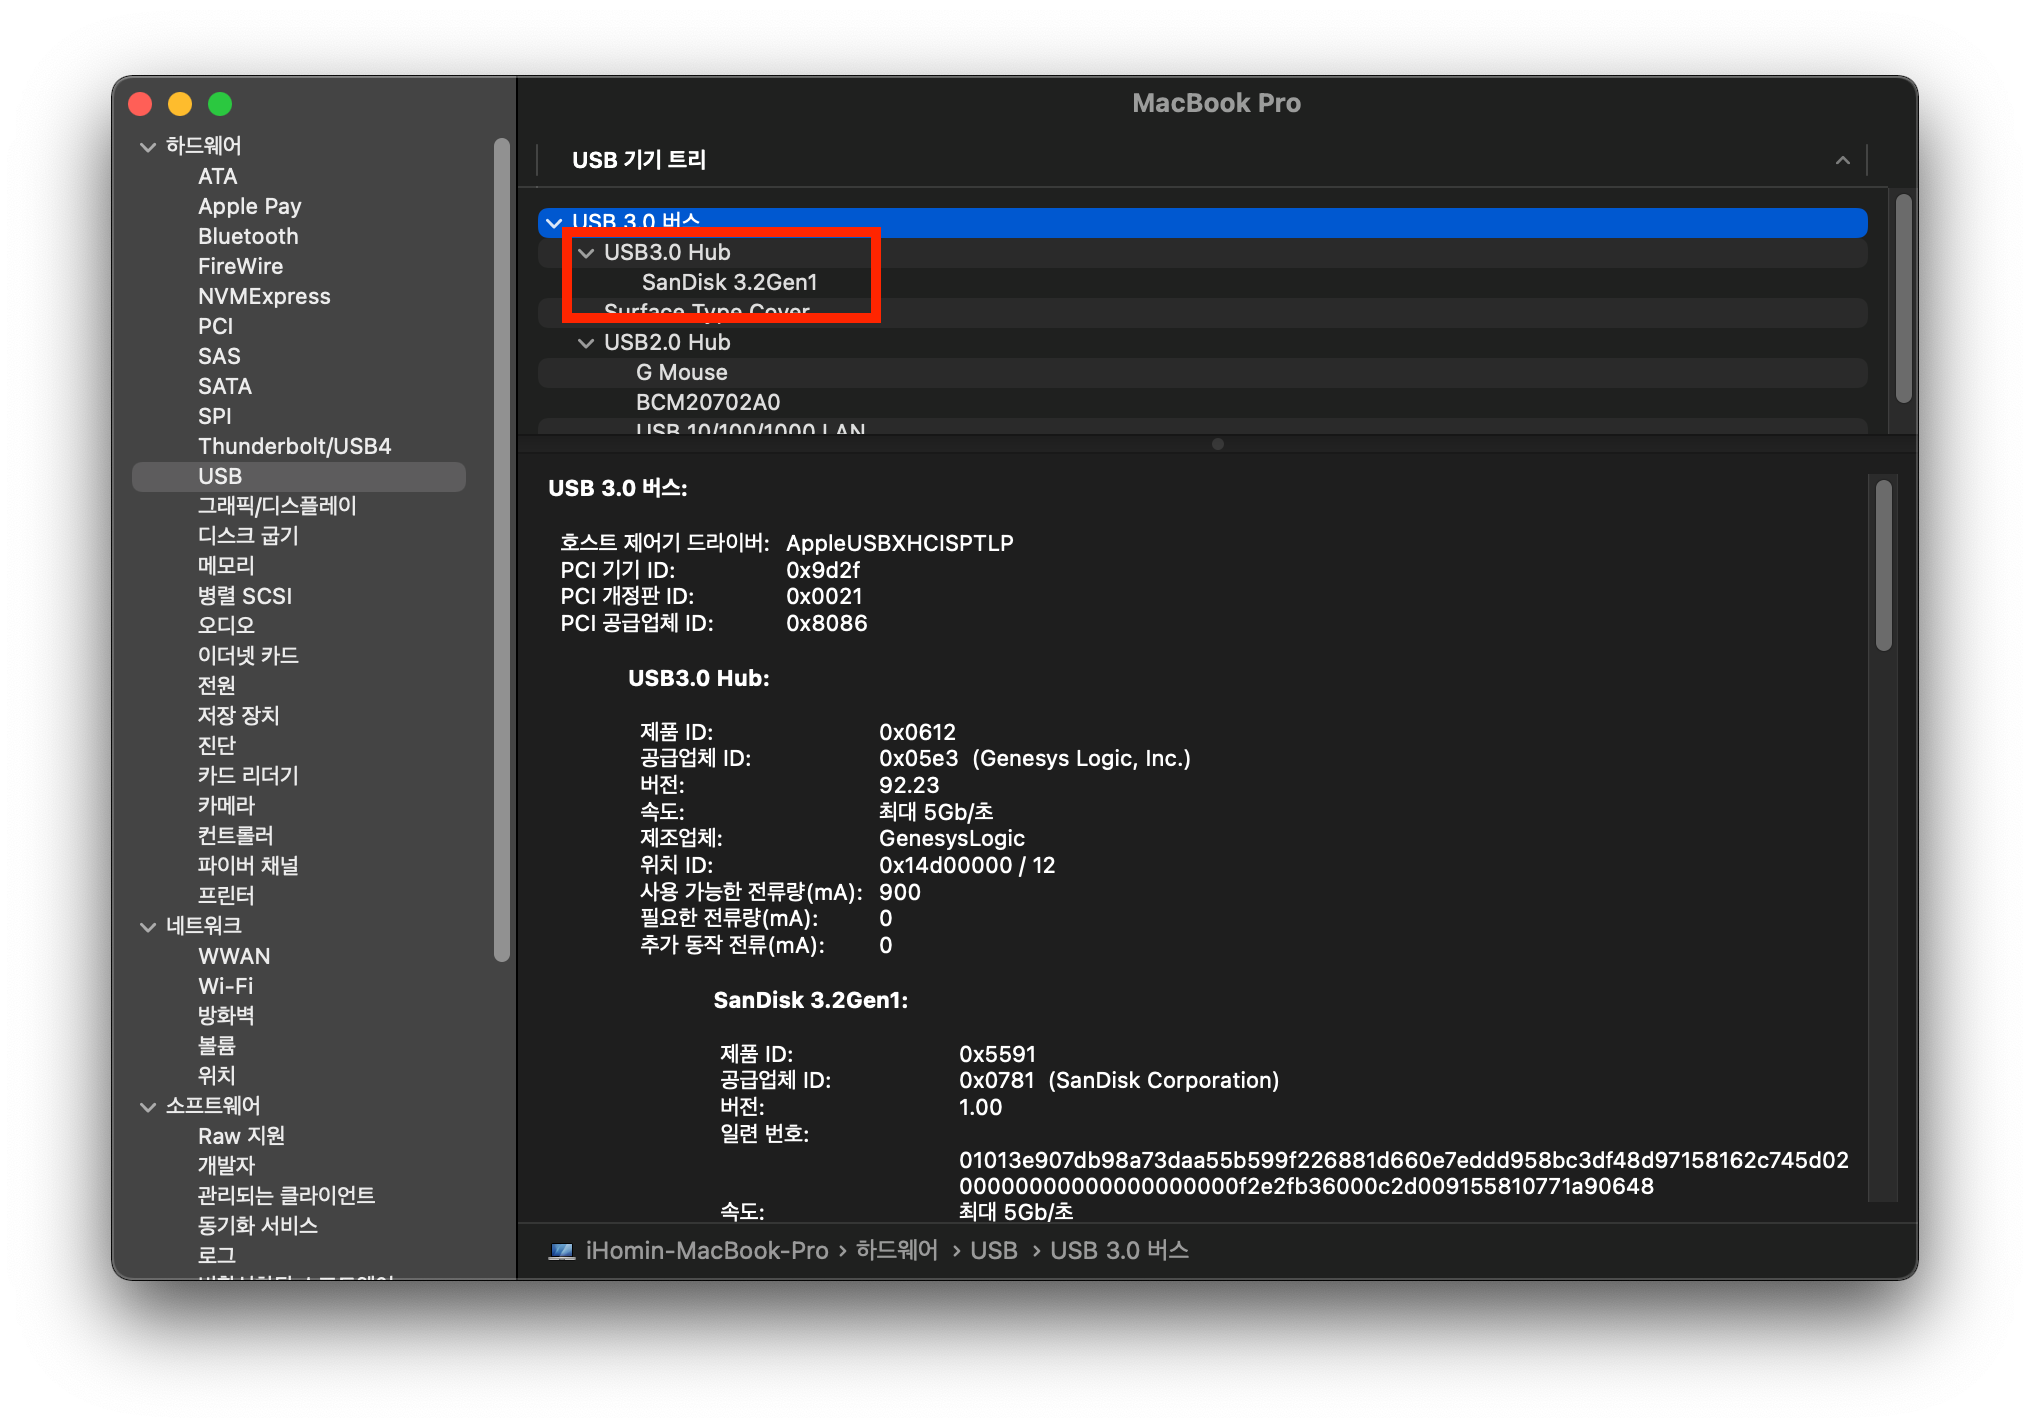 MacBook Pro
하드웨어
ATA
Apple Pay
Bluetooth
FireWire
NVMExpress
PCI
SAS
SATA
SPI
Thunderbolt/USB4
USB
그래픽/디스플레이
디스크 굽기
메모리
병렬 SCSI
오디오
이더넷 카드
전원
저장 장치
진단
카드 리더기
카메라
컨트롤러
파이버 채널
프린터
네트워크
WWAN
Wi-Fi
방화벽
볼륨
위치
소프트웨어
Raw 지원
개발자
관리되는 클라이언트
동기화 서비스
로그
USB 기기 트리
USB 3.0 버스
USB3.0 Hub
SanDisk 3.2Gen1
Surface Type Cover
USB2.0 Hub
G Mouse
BCM20702A0
USB 10/100/1000 LAN
USB 3.0 버스:
호스트 제어기 드라이버: AppleUSBXHCISPTLP
PCI 기기 ID: 0x9d2f
PCI 개정판 ID: 0x0021
PCI 공급업체 ID: 0x8086
USB3.0 Hub:
제품 ID: 0x0612
공급업체 ID: 0x05e3 (Genesys Logic, Inc.)
버전: 92.23
속도: 최대 5Gb/초
제조업체: GenesysLogic
위치 ID: 0x14d00000 / 12
사용 가능한 전류량(mA): 900
필요한 전류량(mA): 0
추가 동작 전류(mA): 0
SanDisk 3.2Gen1:
제품 ID: 0x5591
공급업체 ID: 0x0781 (SanDisk Corporation)
버전: 1.00
일련 번호:
01013e907db98a73daa55b599f226881d660e7eddd958bc3df48d97158162c745d02
00000000000000000000f2e2fb36000c2d009155810771a90648
속도: 최대 5Gb/초
iHomin-MacBook-Pro › 하드웨어 › USB › USB 3.0 버스